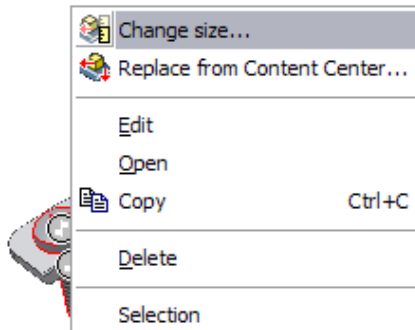 Change size...
Replace from Content Center...
Edit
Open
Copy Ctrl+C
Delete
Selection